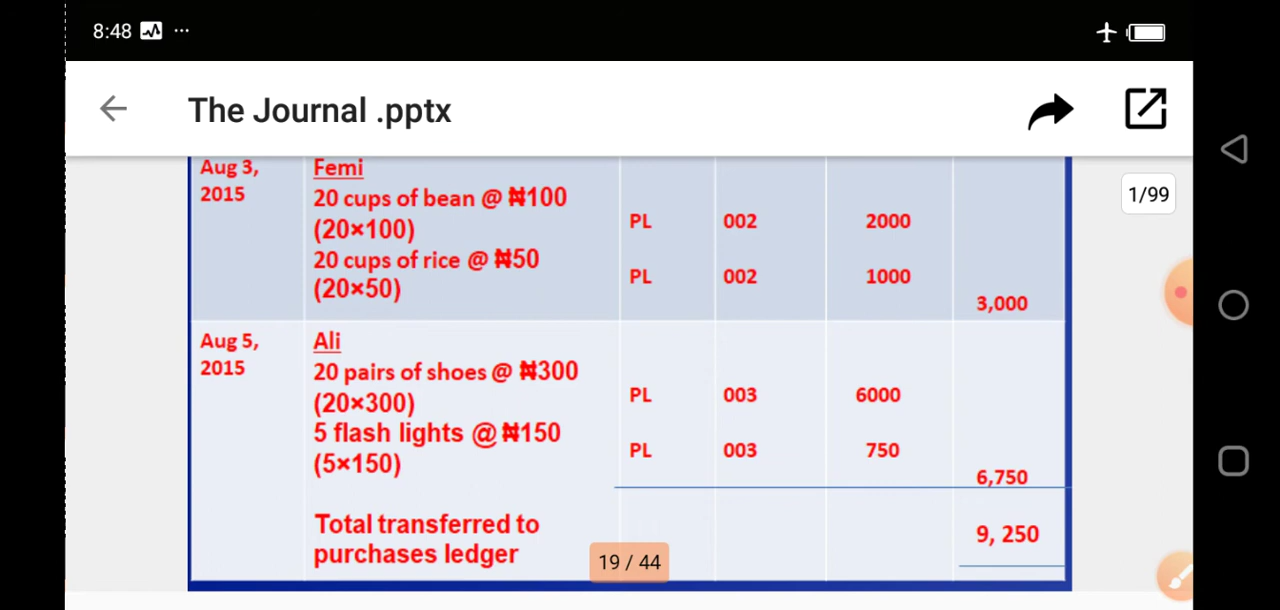 8:48 ...
The Journal .pptx
1/99
Aug 3,
2015
Femi
20 cups of bean @ ₦100
(20×100)
PL 002 2000
20 cups of rice @ ₦50
(20×50)
PL 002 1000
3,000
Aug 5,
2015
Ali
20 pairs of shoes @ ₦300
(20×300)
PL 003 6000
5 flash lights @ ₦150
(5×150)
PL 003 750
6,750
Total transferred to
purchases ledger
9, 250
19 / 44